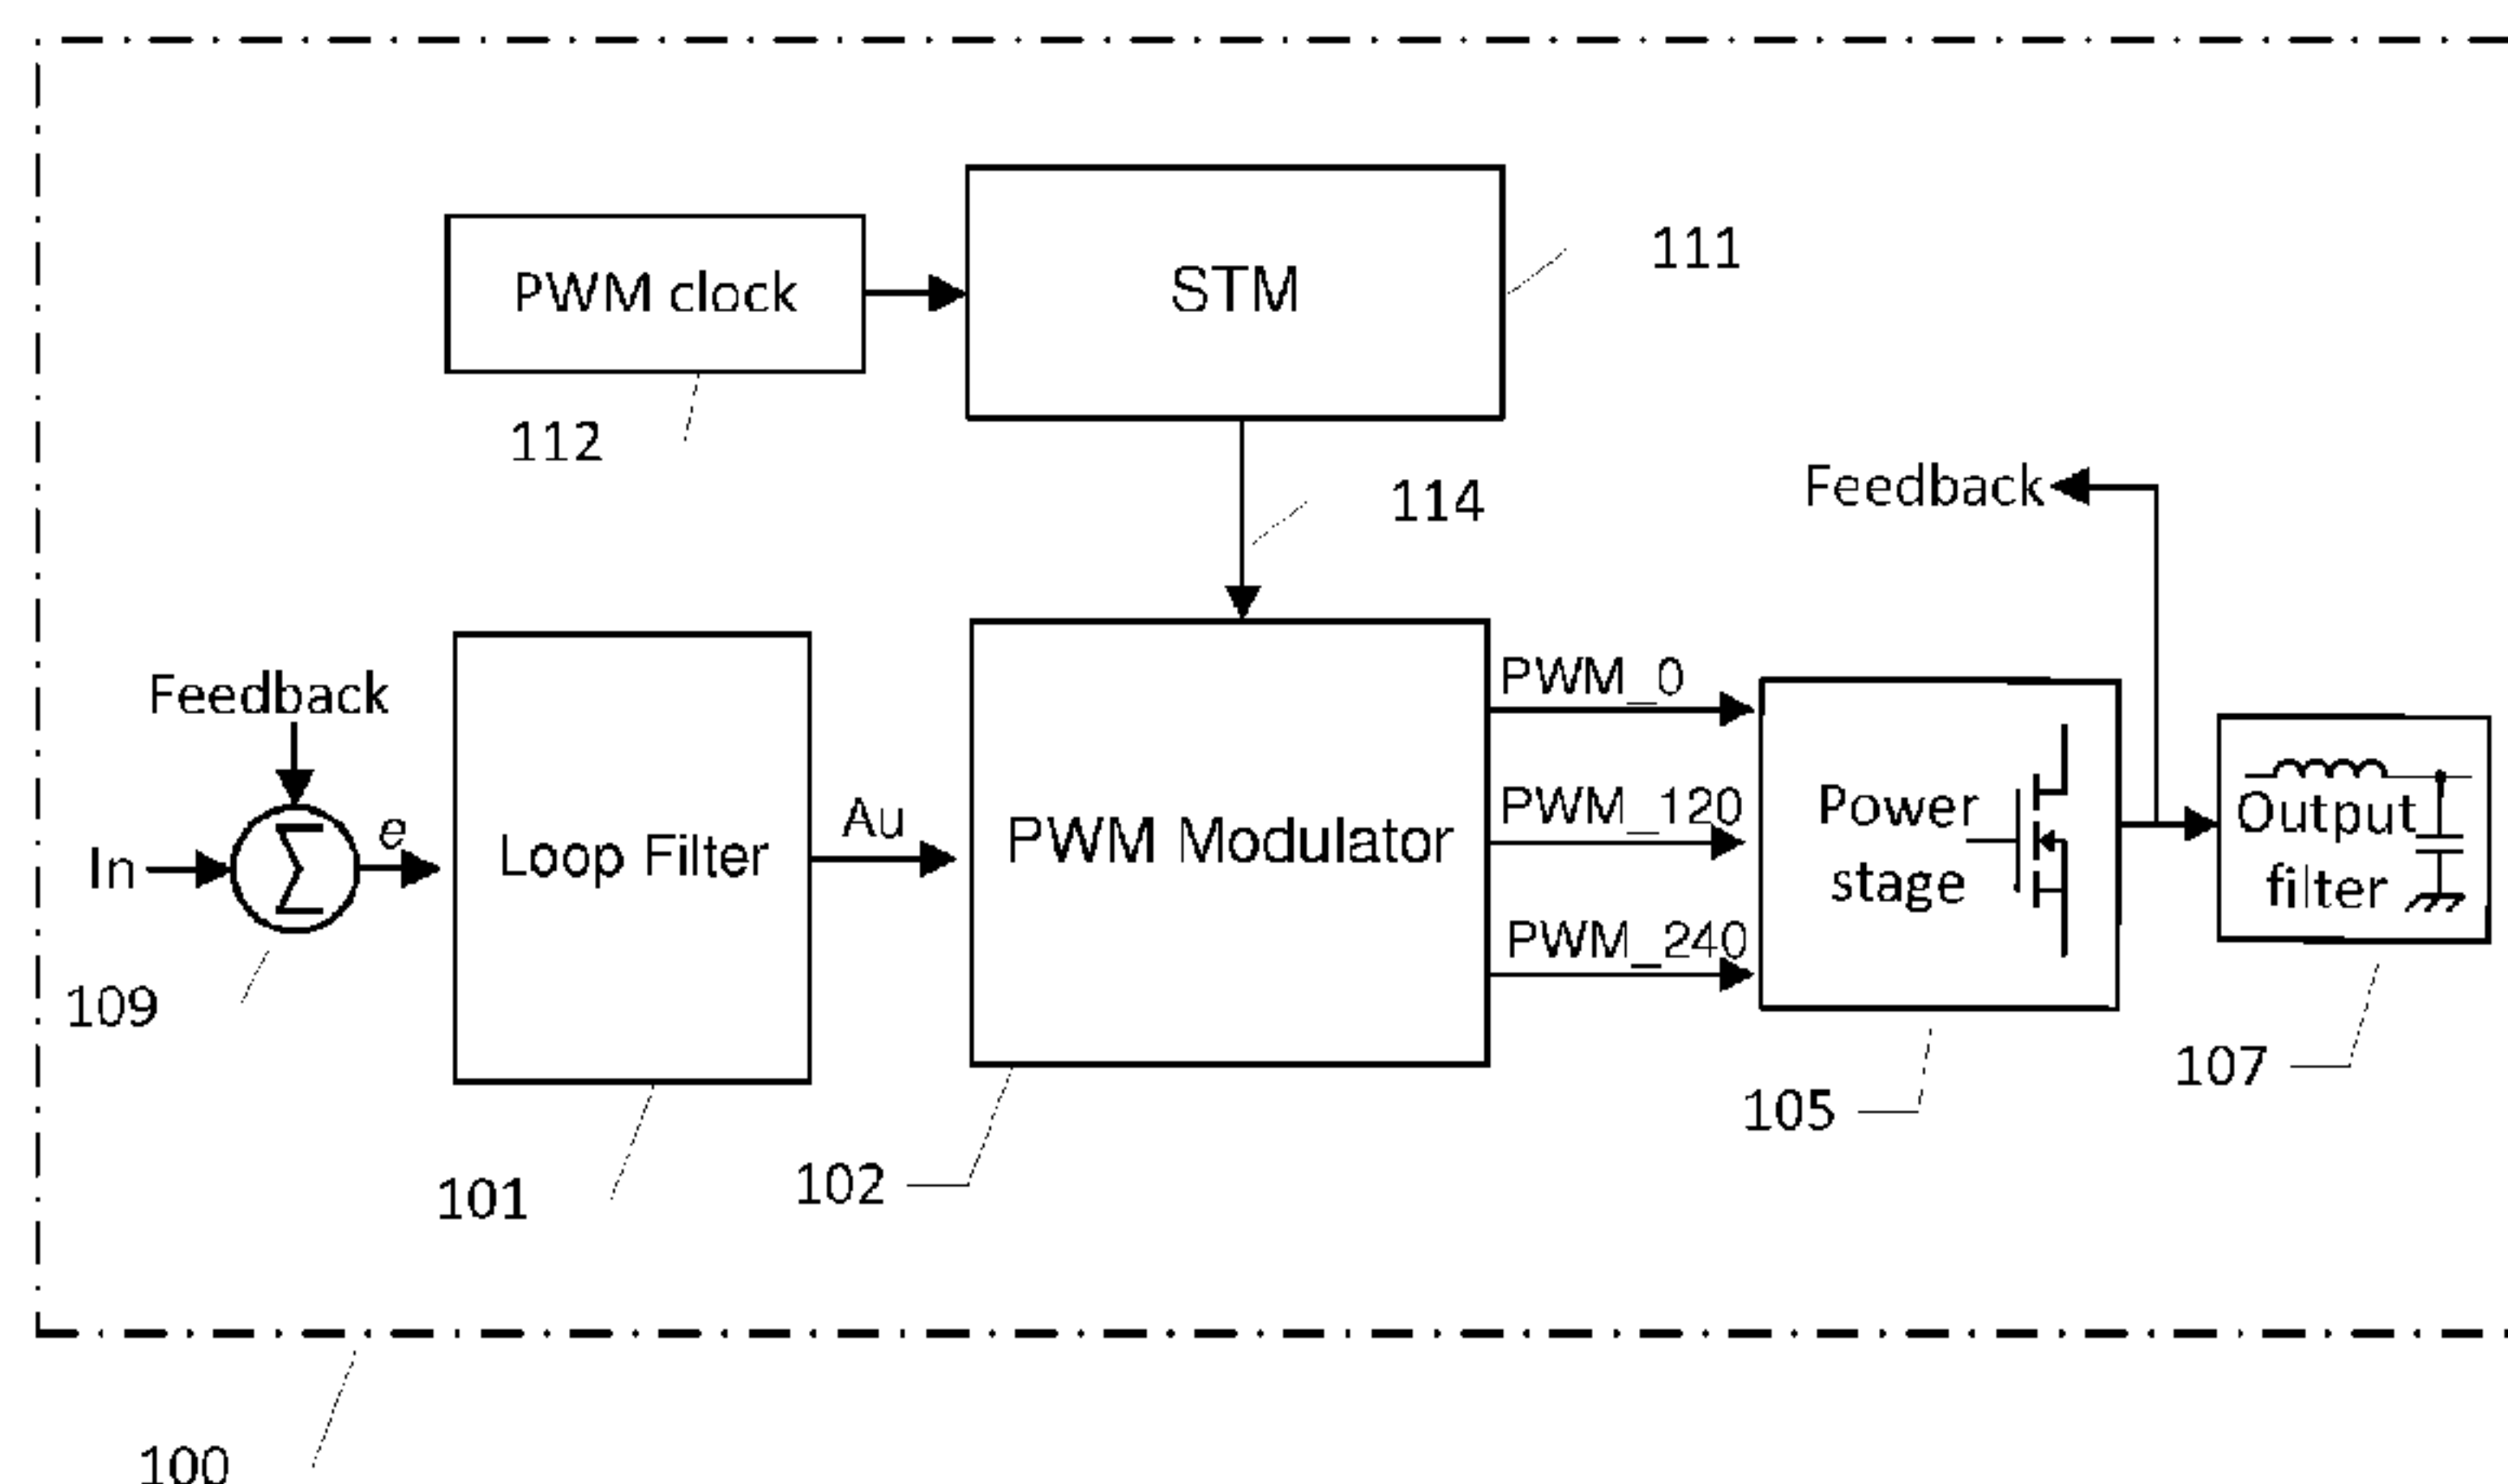 PWM clock
STM
111
112
114
Feedback
Feedback
In
e
Loop Filter
Au
PWM Modulator
PWM_0
PWM_120
PWM_240
Power
stage
Output
filter
109
101
102
105
107
100